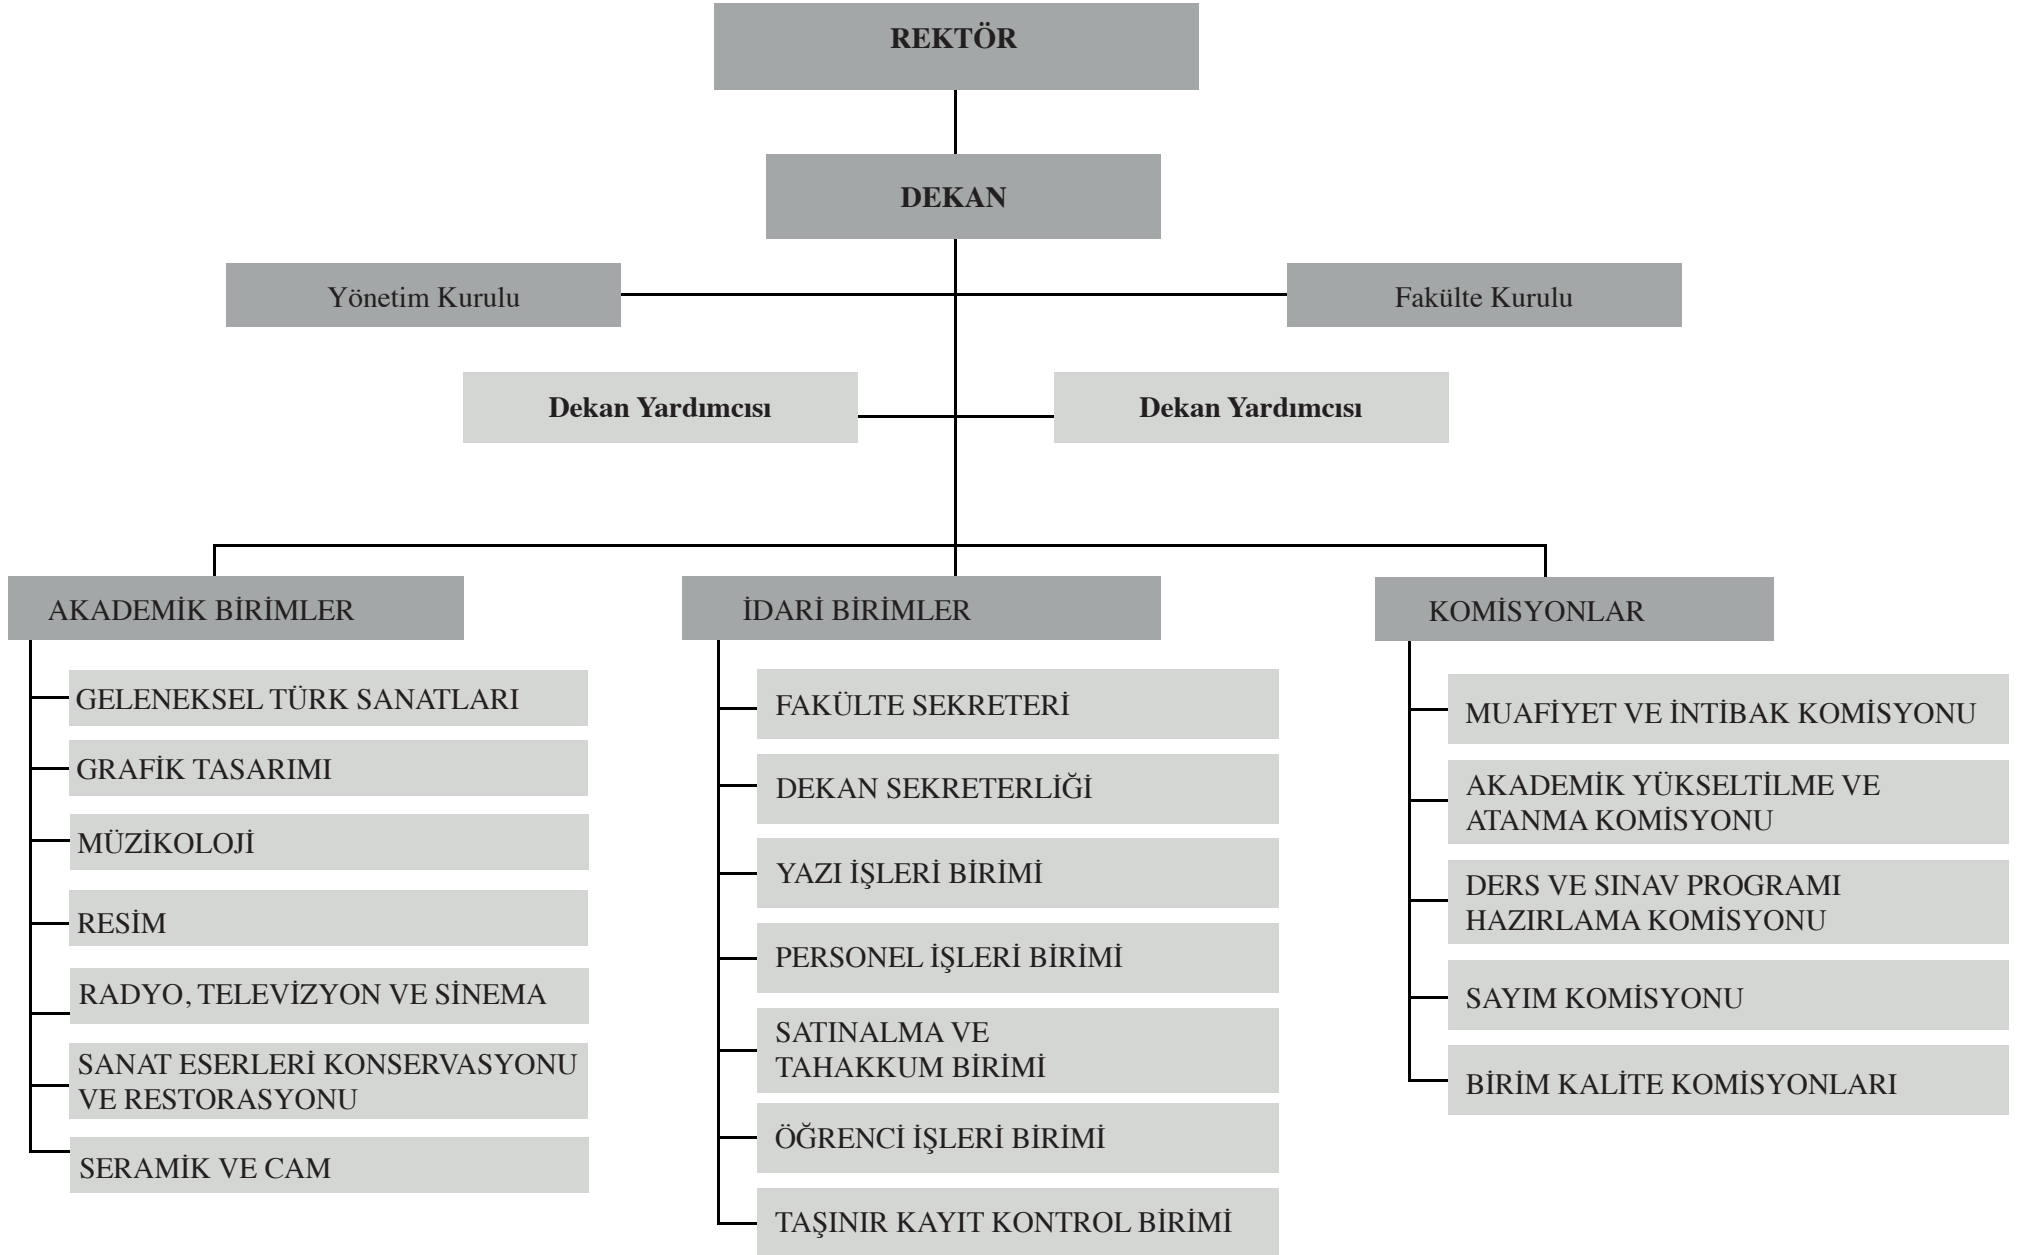 REKTÖR
DEKAN
Yönetim Kurulu
Fakülte Kurulu
Dekan Yardımcısı
Dekan Yardımcısı
AKADEMİK BİRİMLER
GELENEKSEL TÜRK SANATLARI
GRAFİK TASARIMI
MÜZİKOLOJİ
RESİM
RADYO, TELEVİZYON VE SİNEMA
SANAT ESERLERİ KONSERVASYONU
VE RESTORASYONU
SERAMİK VE CAM
İDARİ BİRİMLER
FAKÜLTE SEKRETERİ
DEKAN SEKRETERLİĞİ
YAZI İŞLERİ BİRİMİ
PERSONEL İŞLERİ BİRİMİ
SATINALMA VE
TAHAKKUM BİRİMİ
ÖĞRENCİ İŞLERİ BİRİMİ
TAŞINIR KAYIT KONTROL BİRİMİ
KOMİSYONLAR
MUAFİYET VE İNTİBAK KOMİSYONU
AKADEMİK YÜKSELTİLME VE
ATANMA KOMİSYONU
DERS VE SINAV PROGRAMI
HAZIRLAMA KOMİSYONU
SAYIM KOMİSYONU
BİRİM KALİTE KOMİSYONLARI